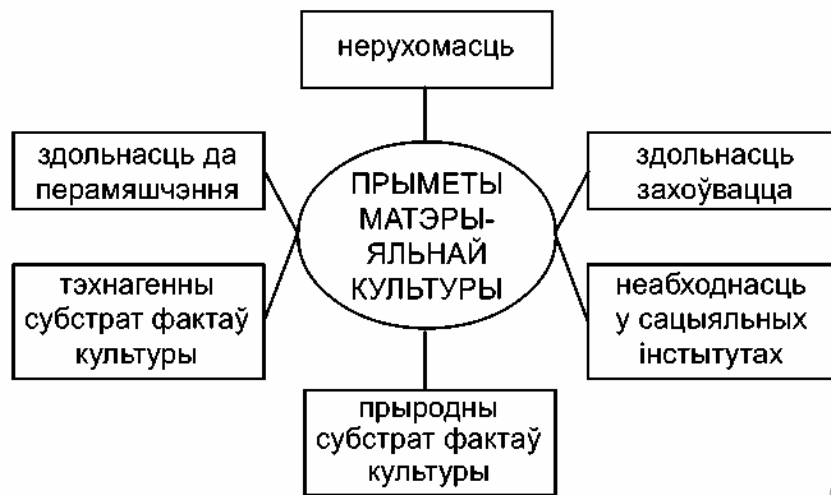 нерухомасць
здольнасць да
перамяшчэння
ПРЫМЕТЫ
МАТЭРЫ-
ЯЛЬНАЙ
КУЛЬТУРЫ
здольнасць
захоўвацца
тэхнагенны
субстрат фактаў
культуры
неабходнасць
у сацыяльных
інстытутах
прыродны
субстрат фактаў
культуры